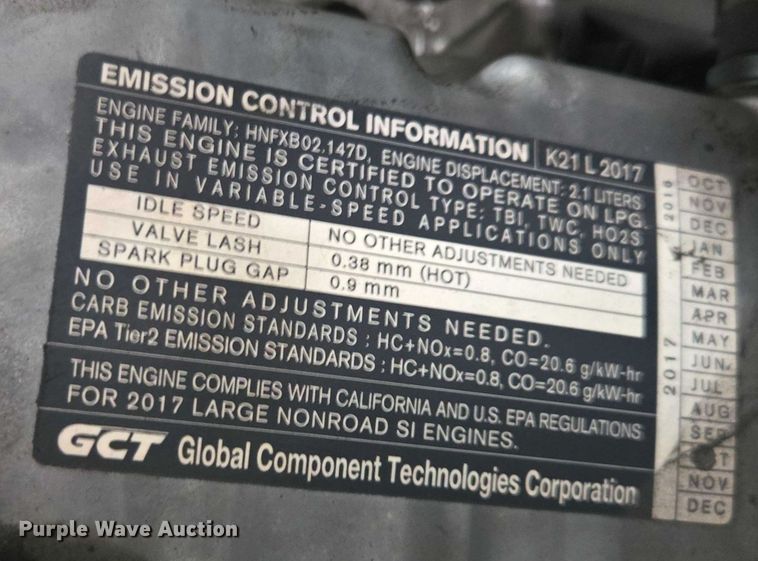 EMISSION CONTROL INFORMATION K21 L 2017
ENGINE FAMILY; HNFXB02.147D, ENGINE DISPLACEMENT: 2.1 LITERS
THIS ENGINE IS CERTIFIED TO OPERATE ON LPG.
EXHAUST EMISSION CONTROL TYPE: TBI, TWC, HO2S
USE IN VARIABLE-SPEED APPLICATIONS ONLY
IDLE SPEED NO OTHER ADJUSTMENTS NEEDED
VALVE LASH 0.38 mm (HOT)
SPARK PLUG GAP 0.9 mm
NO OTHER ADJUSTMENTS NEEDED.
CARB EMISSION STANDARDS : HC+NOx=0.8, CO=20.6 g/kW-hr
EPA Tier2 EMISSION STANDARDS : HC+NOx=0.8, CO=20.6 g/kW-hr
THIS ENGINE COMPLIES WITH CALIFORNIA AND U.S. EPA REGULATIONS
FOR 2017 LARGE NONROAD SI ENGINES.
GCT Global Component Technologies Corporation
2016
OCT
NOV
DEC
2017
JAN
FEB
MAR
APR
MAY
JUN
JUL
AUG
SEP
NOV
DEC
Purple Wave Auction